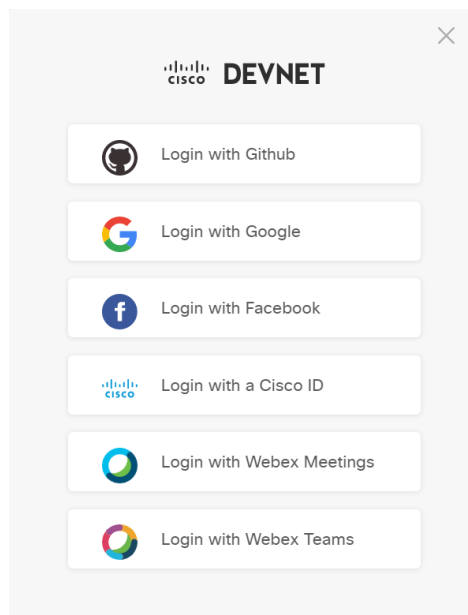 cisco DEVNET
Login with Github
Login with Google
f Login with Facebook
cisco Login with a Cisco ID
Login with Webex Meetings
Login with Webex Teams